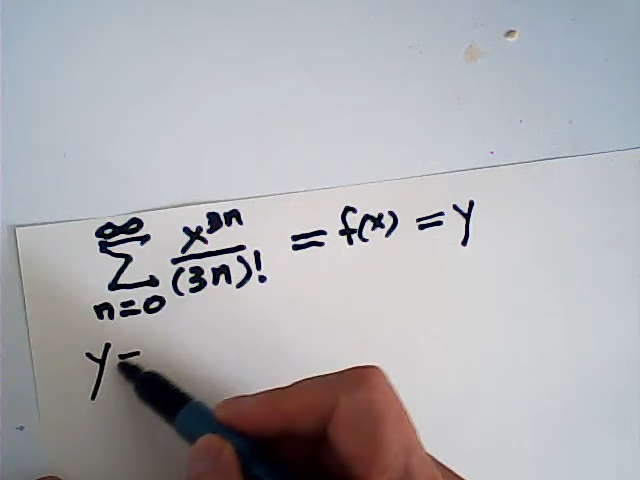 ∞∑n=0 x^3n/(3n)! = f(x) = y
y =